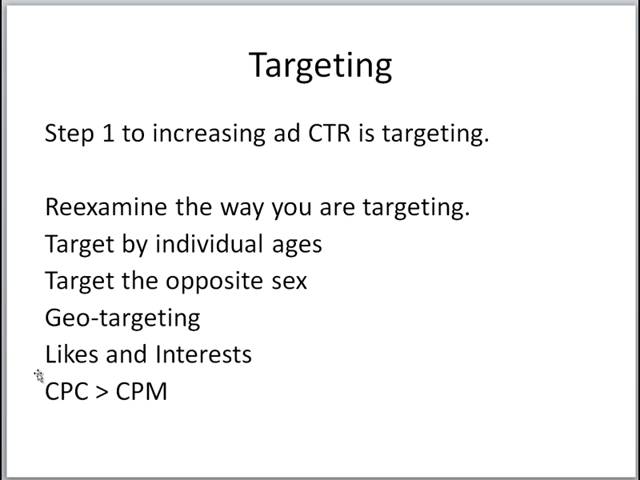 Targeting
Step 1 to increasing ad CTR is targeting.
Reexamine the way you are targeting.
Target by individual ages
Target the opposite sex
Geo-targeting
Likes and Interests
CPC > CPM